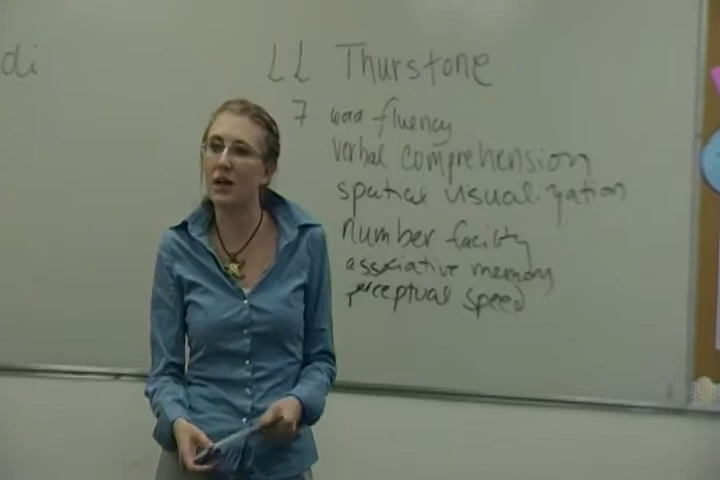 di
LL Thurstone
7. word fluency
verbal comprehension
spatial visualization
number facility
associative memory
perceptual speed